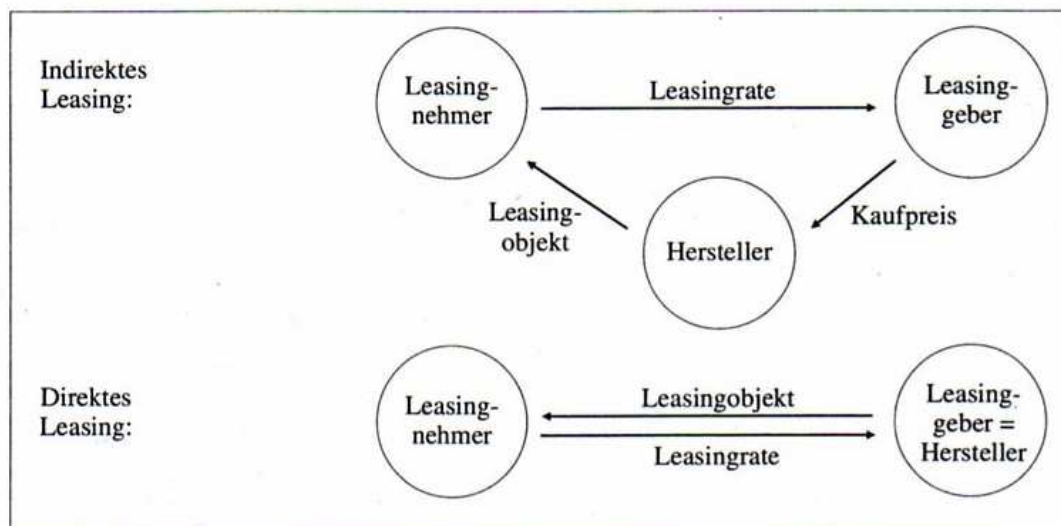 Indirektes
Leasing:
Leasing-
nehmer
Leasingrate
Leasing-
geber
Leasing-
objekt
Hersteller
Kaufpreis
Direktes
Leasing:
Leasing-
nehmer
Leasingobjekt
Leasingrate
Leasing-
geber =
Hersteller